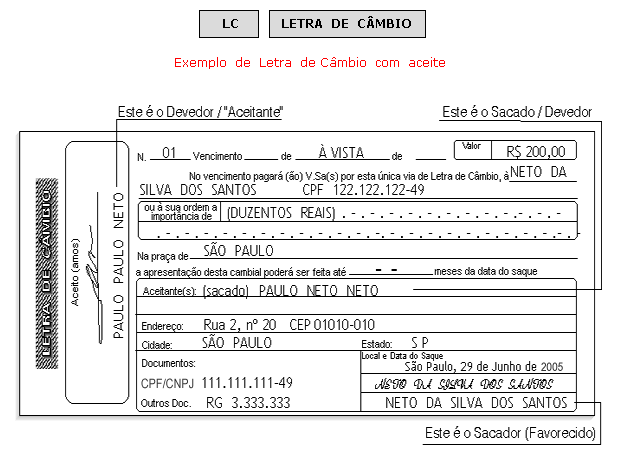 LC LETRA DE CÂMBIO
Exemplo de Letra de Câmbio com aceite
Este é o Devedor / "Aceitante" Este é o Sacado / Devedor
LETRA DE CÂMBIO
Aceito (amos)
PAULO PAULO NETO
N. 01 Vencimento de À VISTA de Valor R$ 200,00
No vencimento pagará (ão) V.Sa(s) por esta única via de Letra de Câmbio, à NETO DA
SILVA DOS SANTOS CPF 122.122.122-49
ou à sua ordem a
importância de (DUZENTOS REAIS) . - . - . - . - . - . - . - . - . - . - . - .
. - . - . - . - . - . - . - . - . - . - . - . - . - . - . - . - . - . - . - .
Na praça de SÃO PAULO
a apresentação desta cambial poderá ser feita até - - meses da data do saque
Aceitante(s): (sacado) PAULO NETO NETO
Endereço: Rua 2, nº 20 CEP 01010-010
Cidade: SÃO PAULO Estado: S P
Documentos: Local e Data do Saque
São Paulo, 29 de Junho de 2005
CPF/CNPJ 111.111.111-49 NETO DA SILVA DOS SANTOS
Outros Doc. RG 3.333.333 NETO DA SILVA DOS SANTOS
Este é o Sacador (Favorecido)